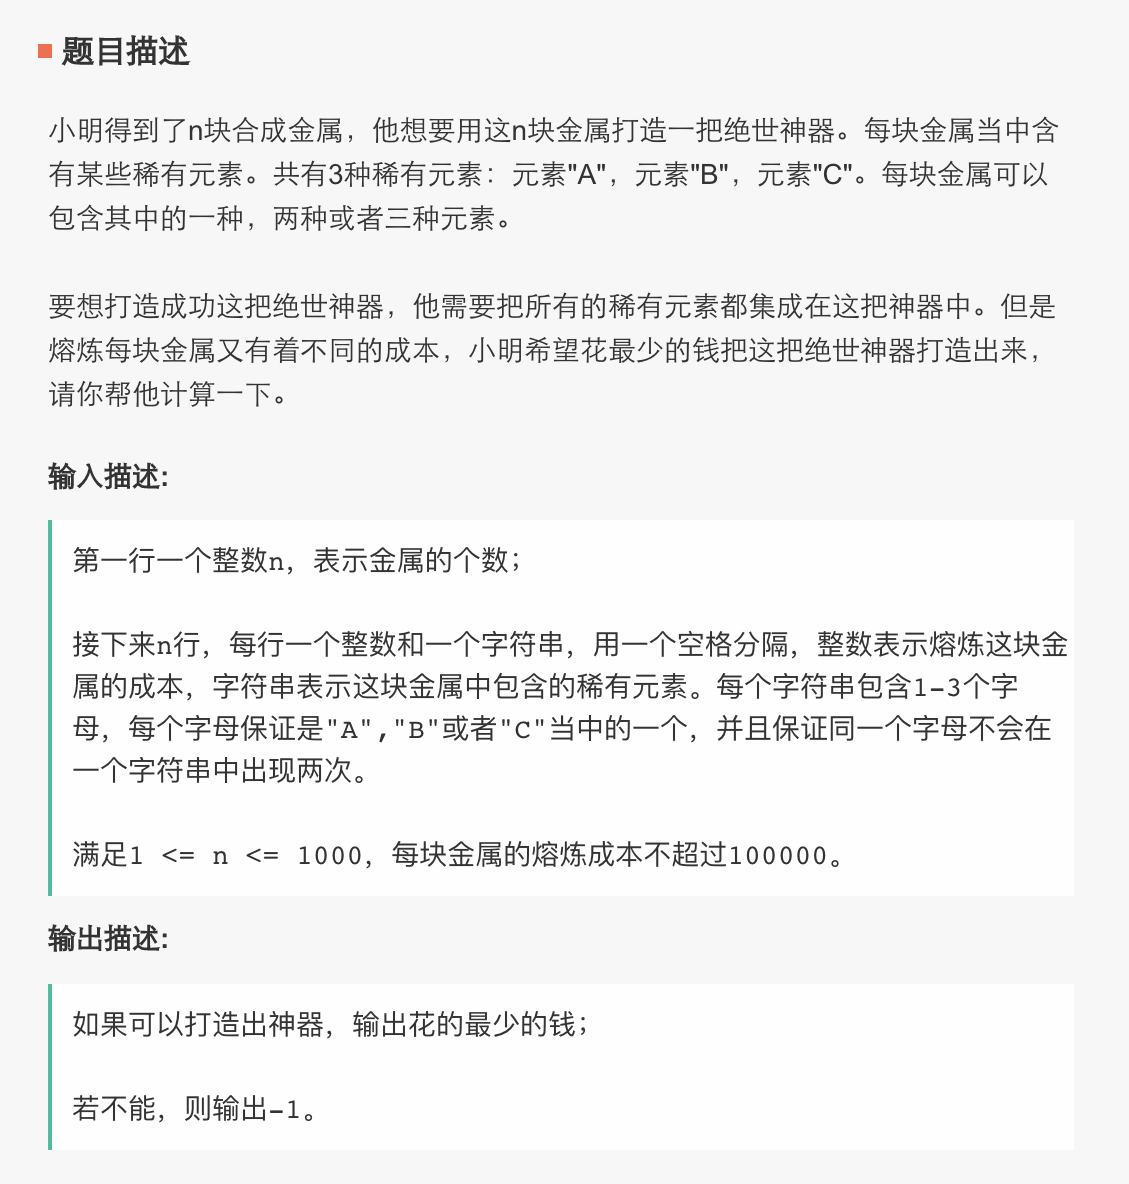 题目描述
小明得到了n块合成金属，他想要用这n块金属打造一把绝世神器。每块金属当中含
有某些稀有元素。共有3种稀有元素：元素"A"，元素"B"，元素"C"。每块金属可以
包含其中的一种，两种或者三种元素。
要想打造成功这把绝世神器，他需要把所有的稀有元素都集成在这把神器中。但是
熔炼每块金属又有着不同的成本，小明希望花最少的钱把这把绝世神器打造出来，
请你帮他计算一下。
输入描述:
第一行一个整数n，表示金属的个数；
接下来n行，每行一个整数和一个字符串，用一个空格分隔，整数表示熔炼这块金
属的成本，字符串表示这块金属中包含的稀有元素。每个字符串包含1-3个字
母，每个字母保证是"A","B"或者"C"当中的一个，并且保证同一个字母不会在
一个字符串中出现两次。
满足1 <= n <= 1000，每块金属的熔炼成本不超过100000。
输出描述:
如果可以打造出神器，输出花的最少的钱；
若不能，则输出-1。